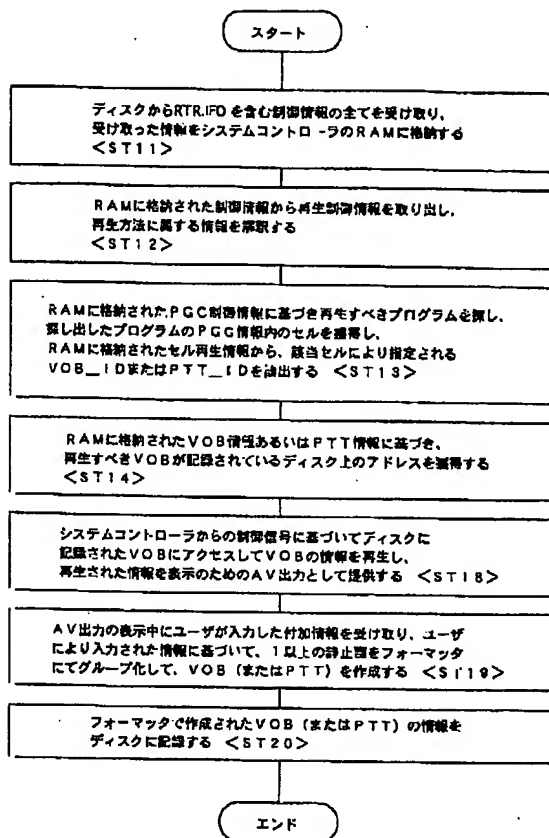 スタート
ディスクからRTR.IFOを含む制御情報の全てを受け取り、
受け取った情報をシステムコントローラのRAMに格納する
<ST11>
RAMに格納された制御情報から再生制御情報を取り出し、
再生方法に関する情報を解釈する
<ST12>
RAMに格納されたPGC制御情報に基づき再生すべきプログラムを探し、
探し出したプログラムのPGC情報内のセルを獲得し、
RAMに格納されたセル再生情報から、該当セルにより指定される
VOB_IDまたはPTT_IDを読出する <ST13>
RAMに格納されたVOB情報あるいはPTT情報に基づき、
再生すべきVOBが記録されているディスク上のアドレスを獲得する
<ST14>
システムコントローラからの制御信号に基づいてディスクに
記録されたVOBにアクセスしてVOBの情報を再生し、
再生された情報を表示のためのAV出力として提供する <ST18>
AV出力の表示中にユーザが入力した付加情報を受け取り、ユーザ
により入力された情報に基づいて、1以上の静止画をフォーマッタ
にてグループ化して、VOB(またはPTT)を作成する <ST19>
フォーマッタで作成されたVOB(またはPTT)の情報を
ディスクに記録する <ST20>
エンド